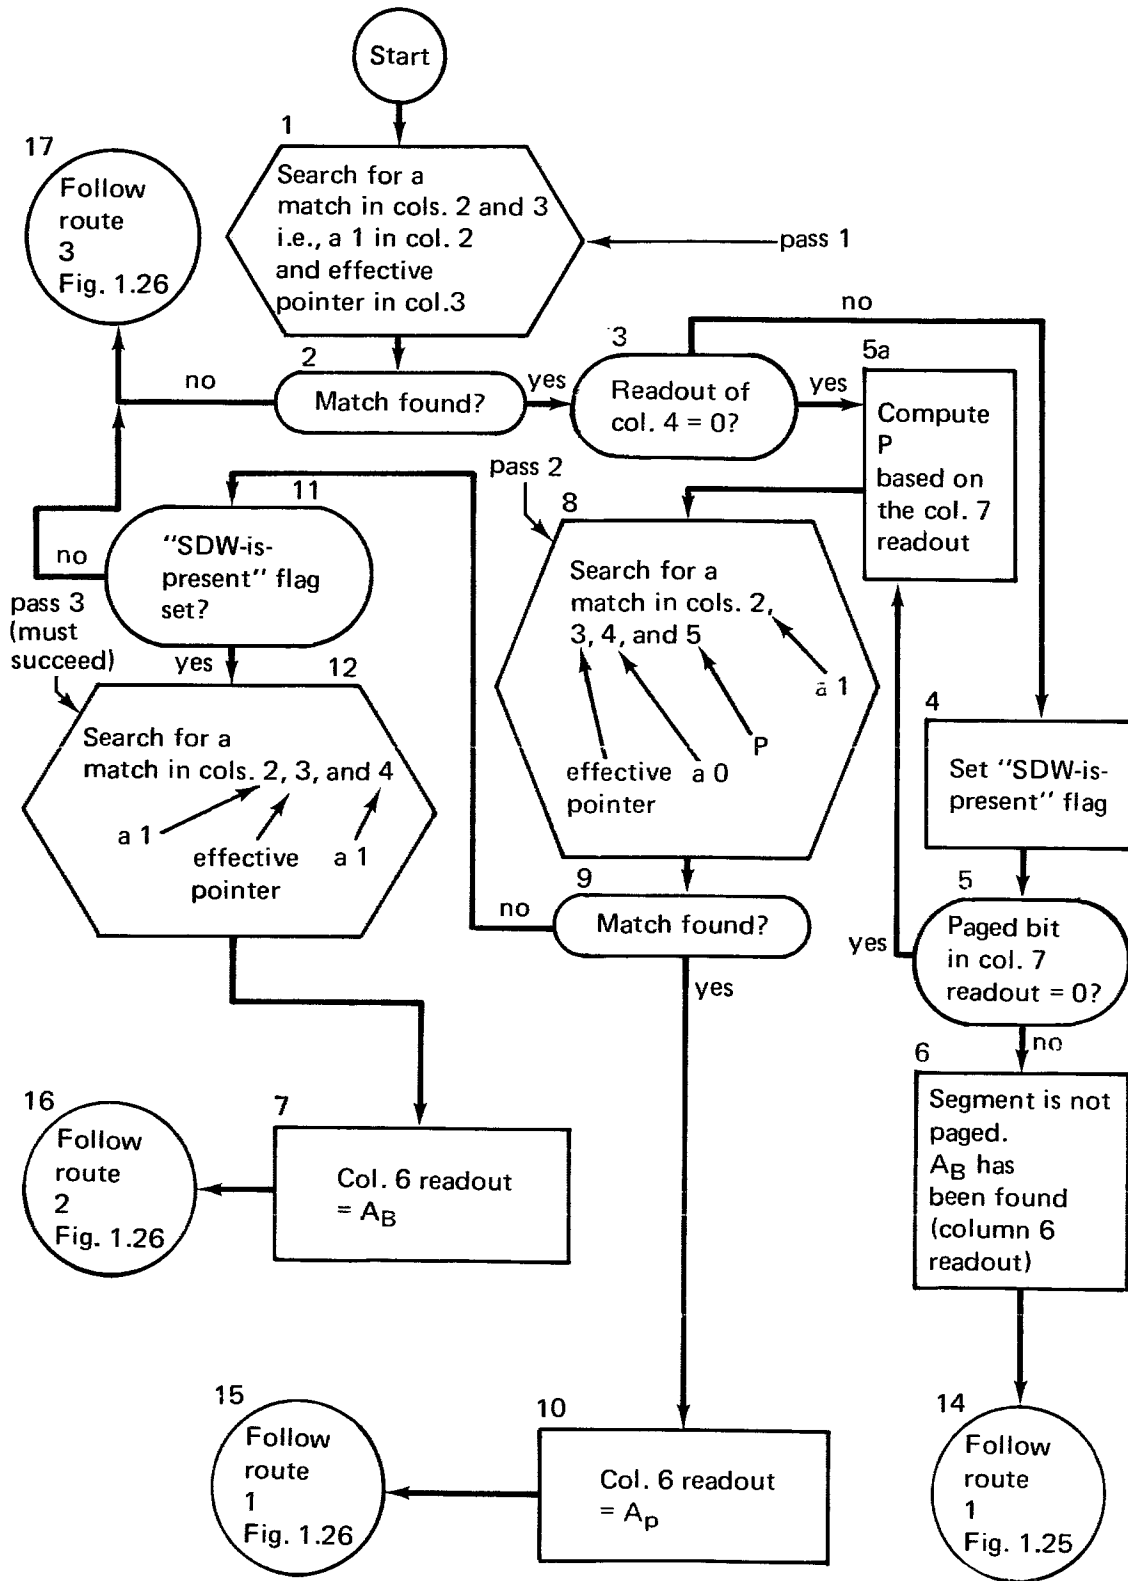 Start
1
Search for a
match in cols. 2 and 3
i.e., a 1 in col. 2
and effective
pointer in col.3
pass 1
17
Follow
route
3
Fig. 1.26
2
Match found?
no
yes
3
Readout of
col. 4 = 0?
no
yes
5a
Compute
P
based on
the col. 7
readout
pass 2
11
"SDW-is-
present" flag
set?
no
yes
pass 3
(must
succeed)
8
Search for a
match in cols. 2,
3, 4, and 5
a 1
P
effective
pointer
a 0
12
Search for a
match in cols. 2, 3, and 4
a 1
effective
pointer
a 1
4
Set "SDW-is-
present" flag
9
Match found?
no
yes
5
Paged bit
in col. 7
readout = 0?
yes
no
6
Segment is not
paged.
AB has
been found
(column 6
readout)
16
Follow
route
2
Fig. 1.26
7
Col. 6 readout
= AB
15
Follow
route
1
Fig. 1.26
10
Col. 6 readout
= Ap
14
Follow
route
1
Fig. 1.25